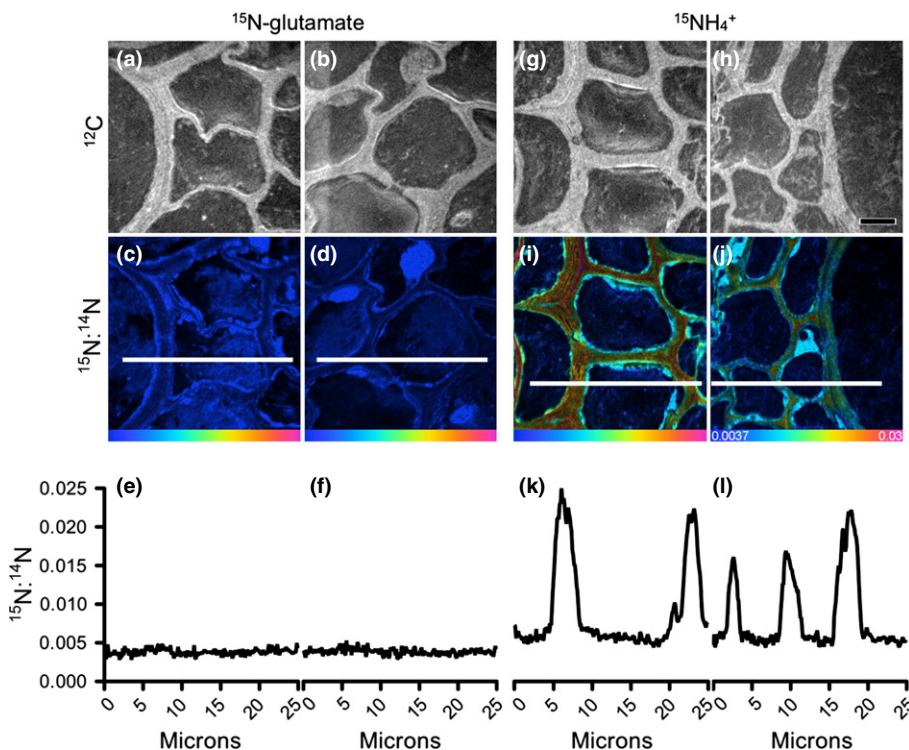 ¹⁵N-glutamate ¹⁵NH₄⁺
(a) (b) (g) (h)
¹²C
(c) (d) (i) (j)
¹⁵N:¹⁴N
0.0037 0.03
(e) (f) (k) (l)
0.025
0.020
0.015
0.010
0.005
0.000
¹⁵N:¹⁴N
0 5 10 15 20 25 0 5 10 15 20 25 0 5 10 15 20 25 0 5 10 15 20 25
Microns Microns Microns Microns